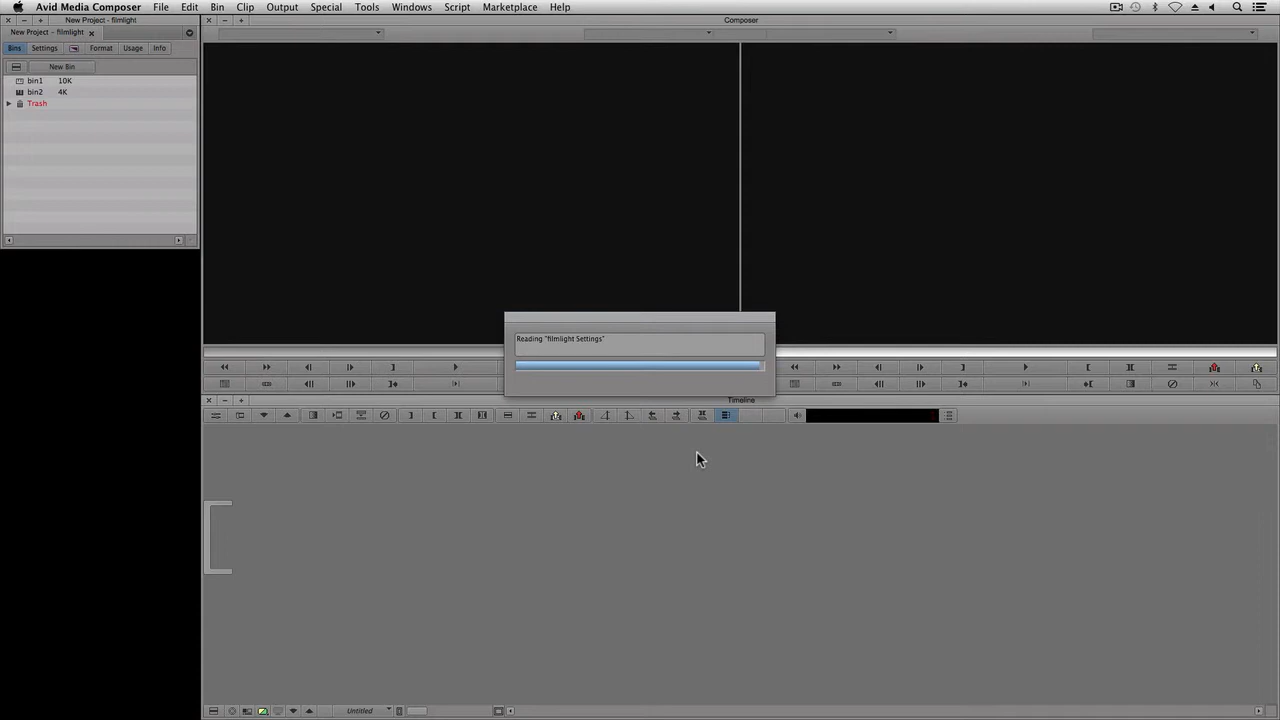 Avid Media Composer File Edit Bin Clip Output Special Tools Windows Script Marketplace Help
New Project - filmlight
Composer
New Project - filmlight
Bins Settings Format Usage Info
New Bin
bin1 10K
bin2 4K
Trash
Reading "filmlight Settings"
Timeline
Untitled